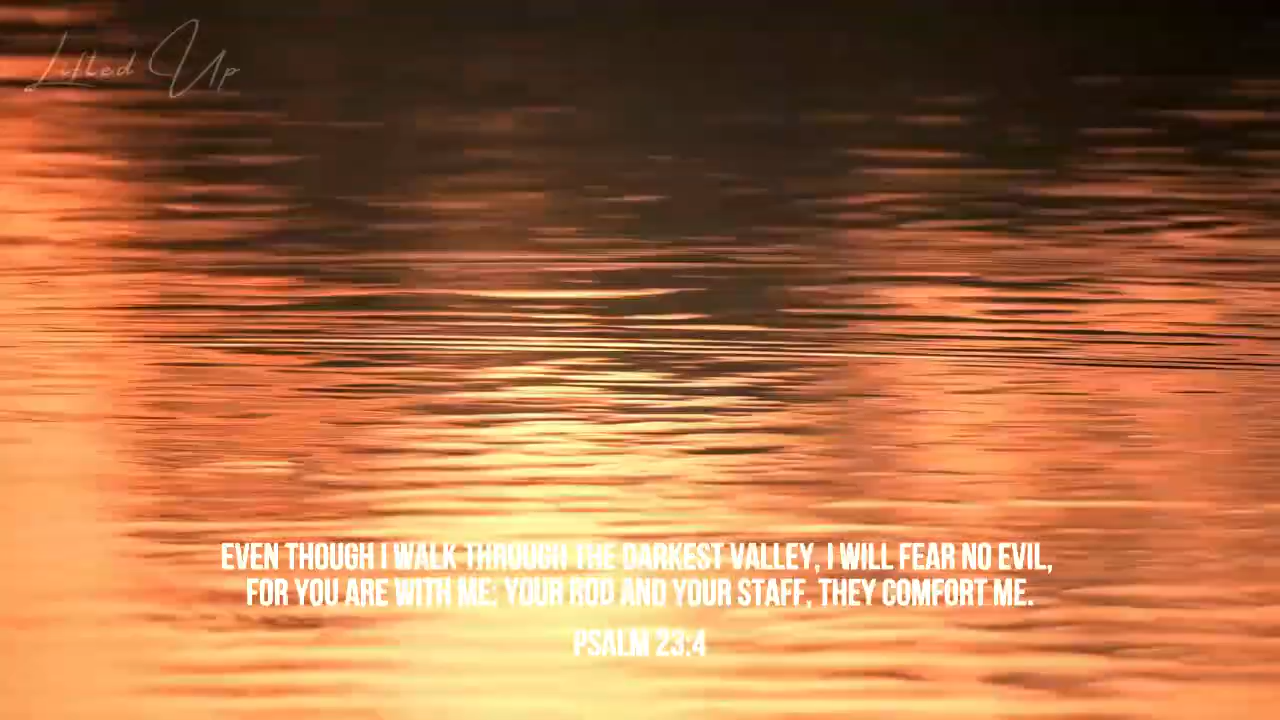 Lifted Up
EVEN THOUGH I WALK THROUGH THE DARKEST VALLEY, I WILL FEAR NO EVIL,
FOR YOU ARE WITH ME; YOUR ROD AND YOUR STAFF, THEY COMFORT ME.
PSALM 23:4